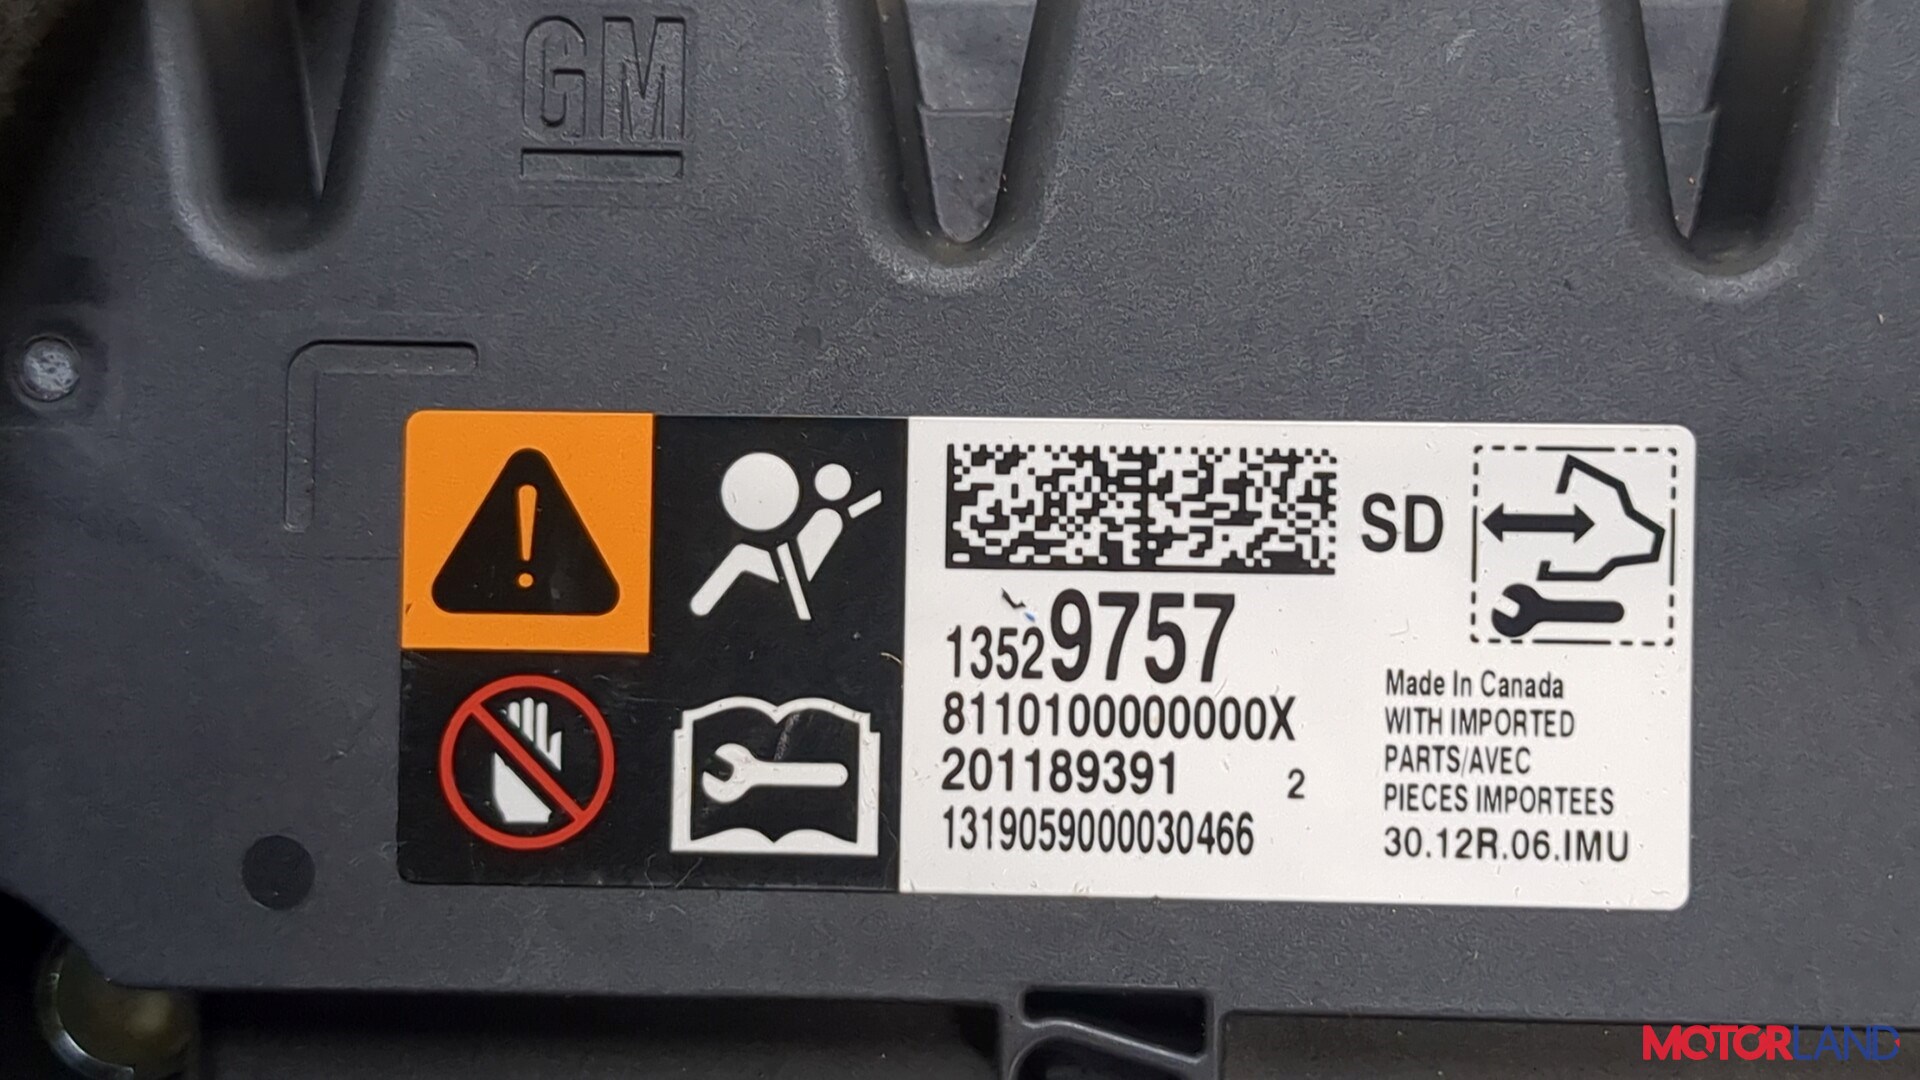 GM
SD
13529757
8110100000000X
201189391 2
1319059000030466
Made In Canada
WITH IMPORTED
PARTS/AVEC
PIECES IMPORTEES
30.12R.06.IMU
MOTORLAND